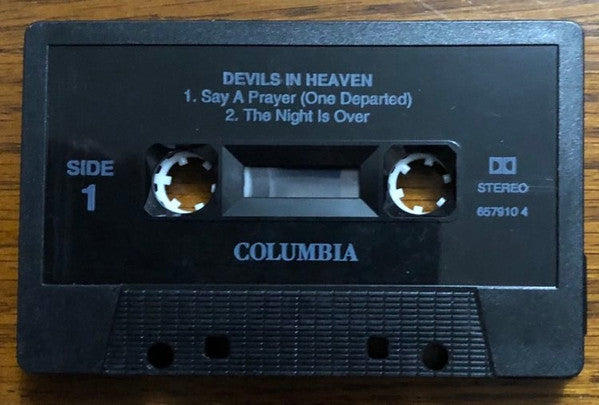 DEVILS IN HEAVEN
1. Say A Prayer (One Departed)
2. The Night Is Over
SIDE
1
STEREO
657910 4
COLUMBIA